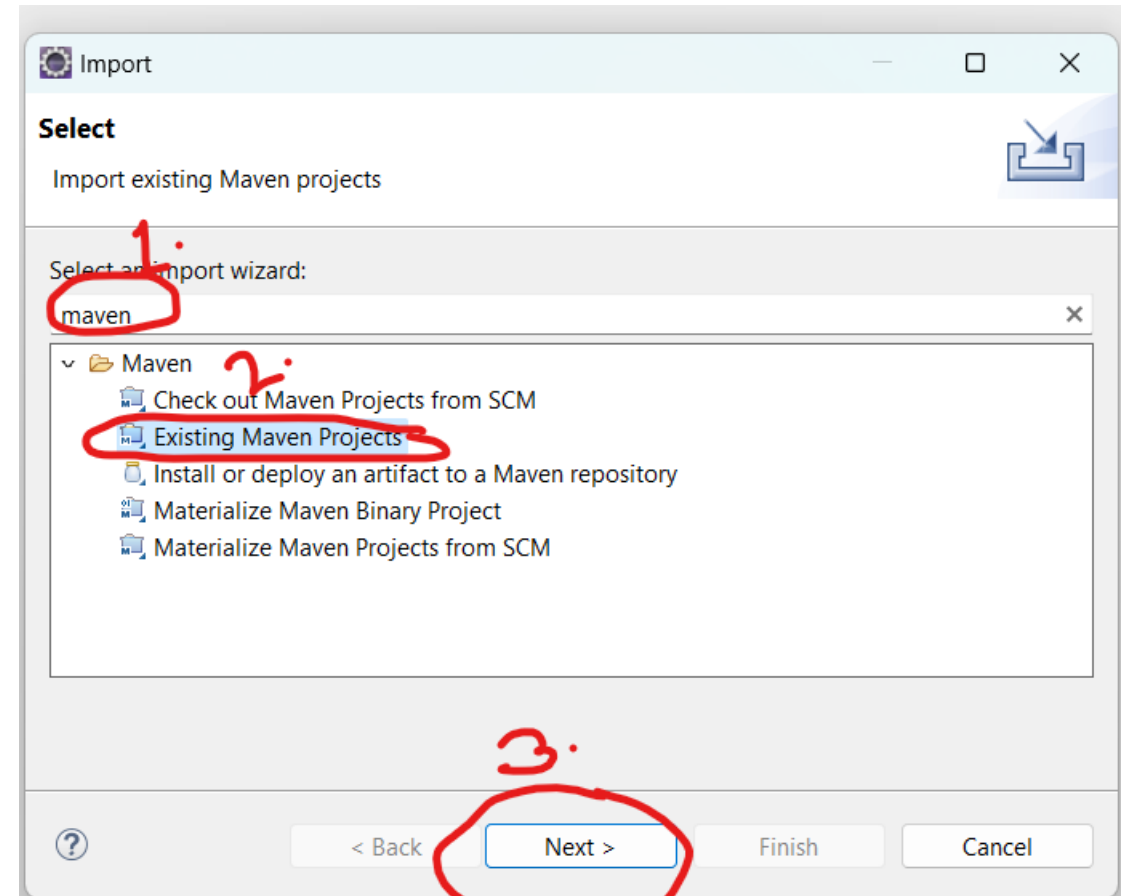 Import
Select
Import existing Maven projects
1.
Select an import wizard:
maven
Maven
2.
Check out Maven Projects from SCM
Existing Maven Projects
Install or deploy an artifact to a Maven repository
Materialize Maven Binary Project
Materialize Maven Projects from SCM
3.
? < Back Next > Finish Cancel